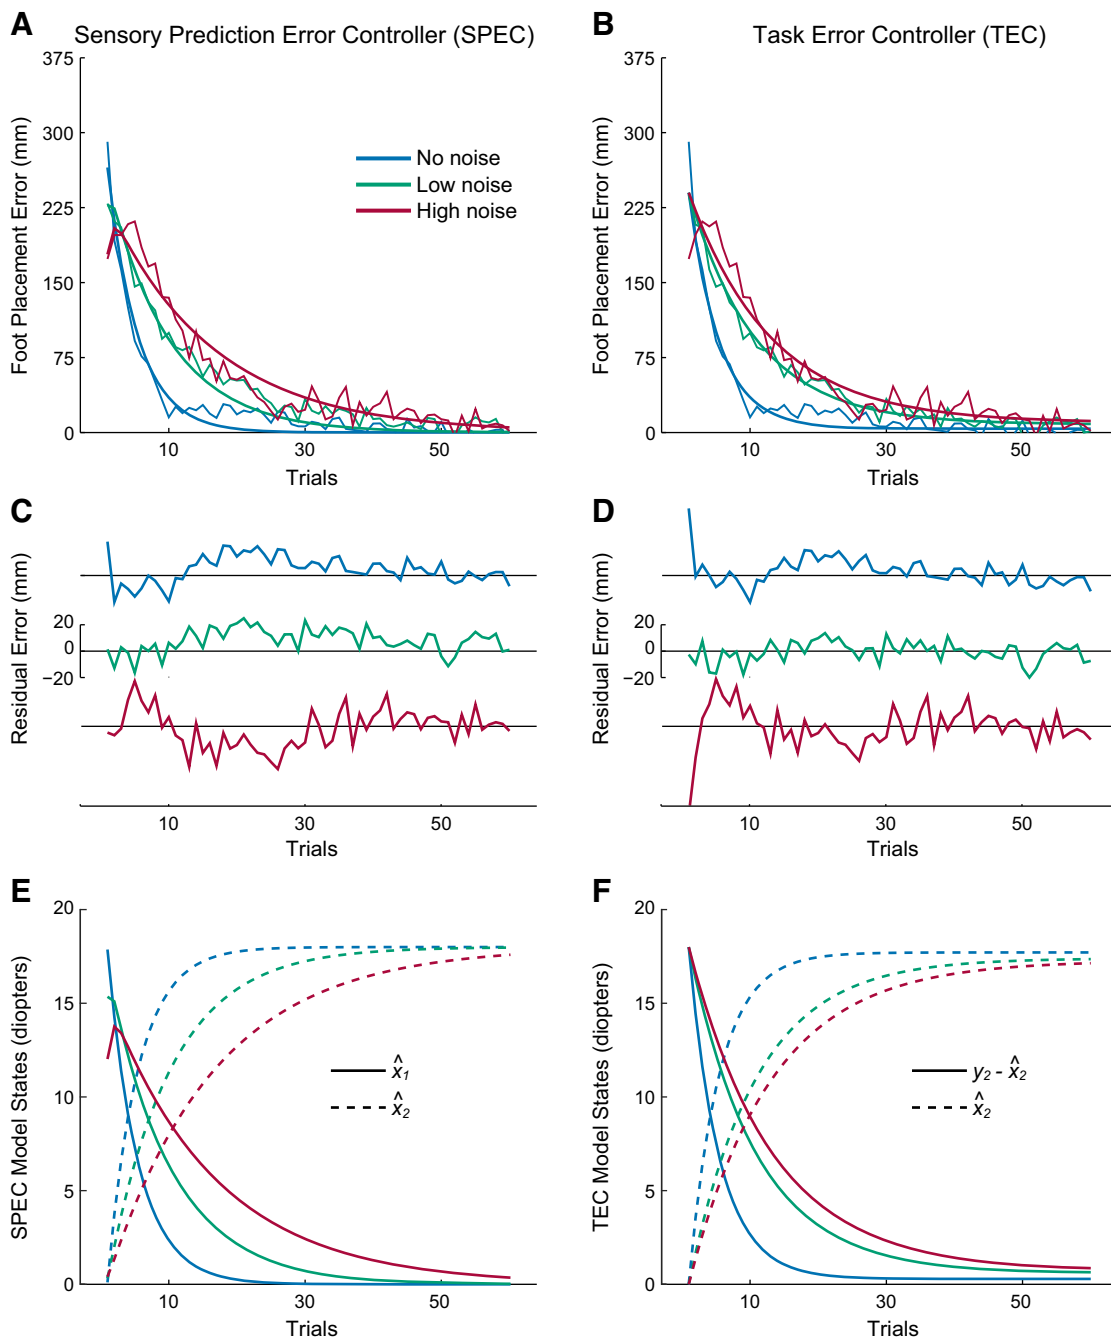 A
Sensory Prediction Error Controller (SPEC)
375
300
225
150
75
0
Foot Placement Error (mm)
No noise
Low noise
High noise
10
30
50
Trials
B
Task Error Controller (TEC)
375
300
225
150
75
0
Foot Placement Error (mm)
10
30
50
Trials
C
Residual Error (mm)
20
0
−20
10
30
50
Trials
D
Residual Error (mm)
20
0
−20
10
30
50
Trials
E
20
15
10
5
0
SPEC Model States (diopters)
x̂₁
x̂₂
10
30
50
Trials
F
20
15
10
5
0
TEC Model States (diopters)
y₂ - x̂₂
x̂₂
10
30
50
Trials